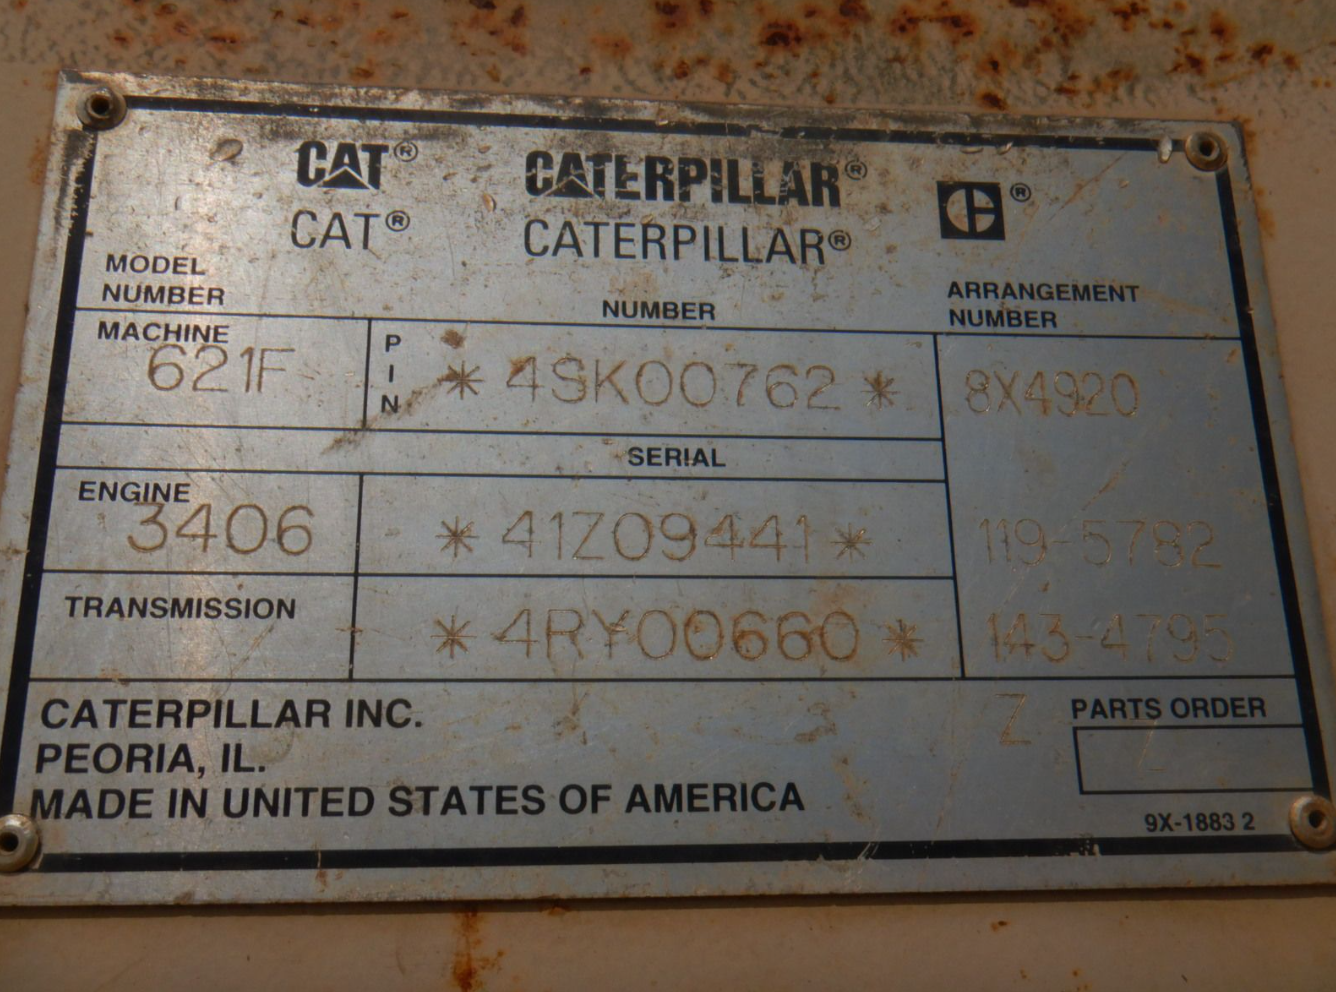 CAT® CATERPILLAR® ®
CAT® CATERPILLAR®
MODEL NUMBER NUMBER ARRANGEMENT NUMBER
MACHINE 621F PIN *4SK00762* 8X4920
SERIAL
ENGINE 3406 *41Z09441* 119-5782
TRANSMISSION *4RY00660* 143-4795
CATERPILLAR INC. Z PARTS ORDER
PEORIA, IL.
MADE IN UNITED STATES OF AMERICA
9X-1883 2